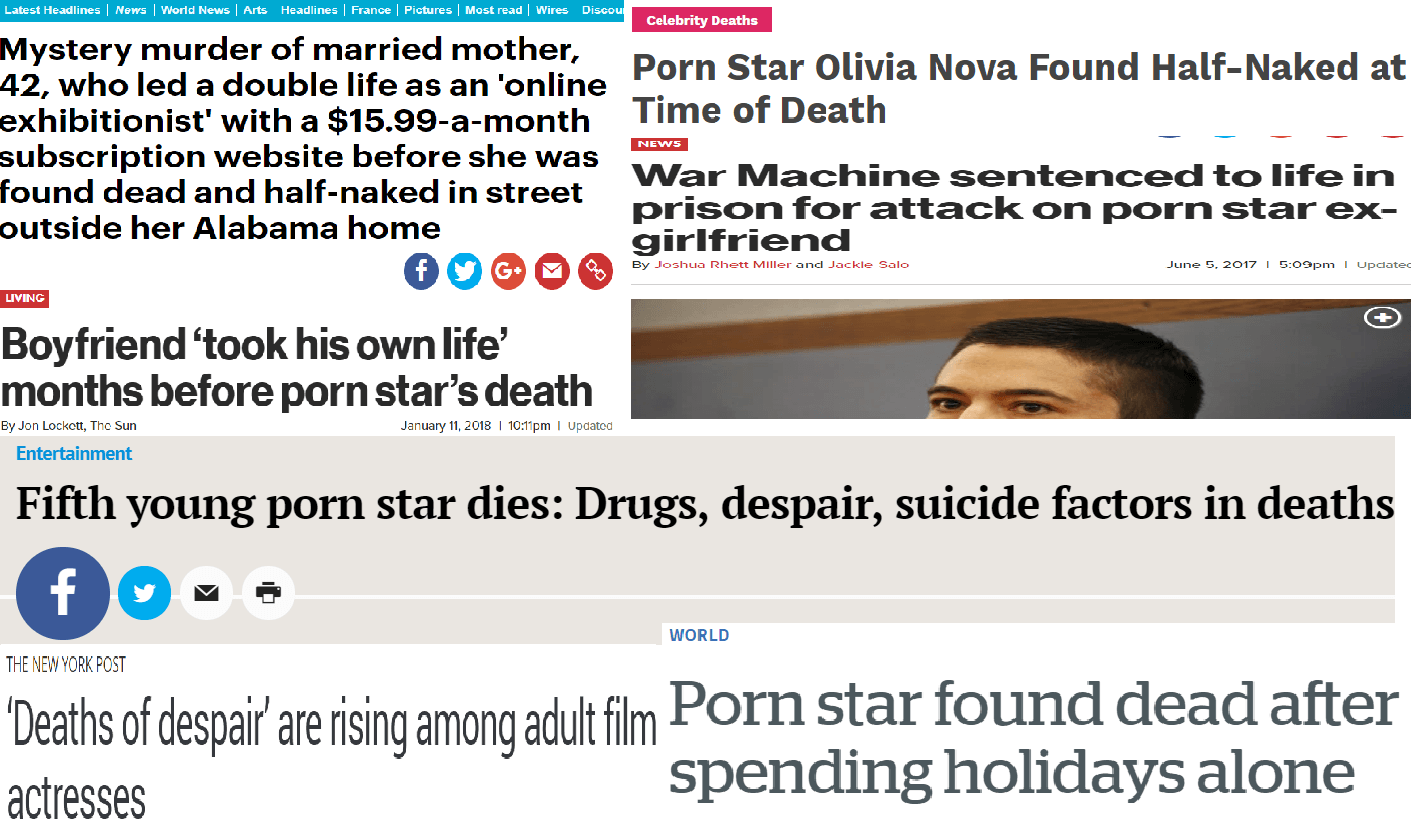 Latest Headlines | News | World News | Arts Headlines | France | Pictures | Most read | Wires Discou
Mystery murder of married mother,
42, who led a double life as an 'online
exhibitionist' with a $15.99-a-month
subscription website before she was
found dead and half-naked in street
outside her Alabama home
G+
LIVING
Boyfriend ‘took his own life’
months before porn star’s death
By Jon Lockett, The Sun January 11, 2018 | 10:11pm | Updated
Celebrity Deaths
Porn Star Olivia Nova Found Half-Naked at
Time of Death
NEWS
War Machine sentenced to life in
prison for attack on porn star ex-
girlfriend
By Joshua Rhett Miller and Jackie Salo June 5, 2017 | 5:09pm | Updated
Entertainment
Fifth young porn star dies: Drugs, despair, suicide factors in deaths
THE NEW YORK POST
‘Deaths of despair’ are rising among adult film
actresses
WORLD
Porn star found dead after
spending holidays alone